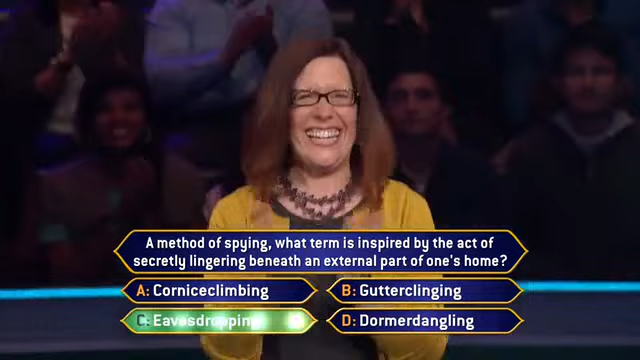 A method of spying, what term is inspired by the act of
secretly lingering beneath an external part of one's home?
A: Corniceclimbing
B: Gutterclinging
C: Eavesdropping
D: Dormerdangling